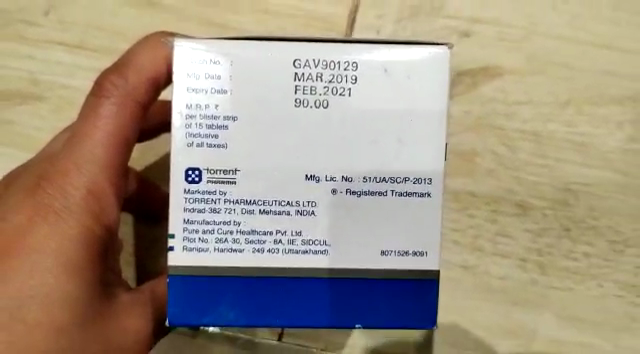 Batch No. : GAV90129
Mfg. Date : MAR.2019
Expiry Date : FEB.2021
M.R.P. ₹ 90.00
per blister strip
of 15 tablets
(Inclusive
of all taxes)
torrent
PHARMA
Mfg. Lic. No. : 51/UA/SC/P-2013
® - Registered Trademark
Marketed by :
TORRENT PHARMACEUTICALS LTD.
Indrad-382 721, Dist. Mehsana, INDIA.
Manufactured by :
Pure and Cure Healthcare Pvt. Ltd.
Plot No.: 26A-30, Sector - 8A, IIE, SIDCUL,
Ranipur, Haridwar - 249 403 (Uttarakhand).
8071526-9091